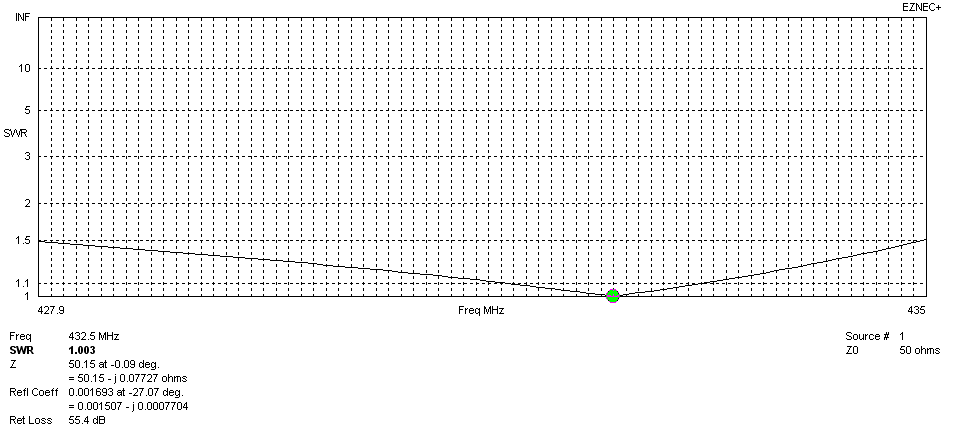 EZNEC+
INF
10
5
SWR
3
2
1.5
1.1
1
427.9 Freq MHz 435
Freq 432.5 MHz Source # 1
SWR 1.003 Z0 50 ohms
Z 50.15 at -0.09 deg.
= 50.15 - j 0.07727 ohms
Refl Coeff 0.001693 at -27.07 deg.
= 0.001507 - j 0.0007704
Ret Loss 55.4 dB